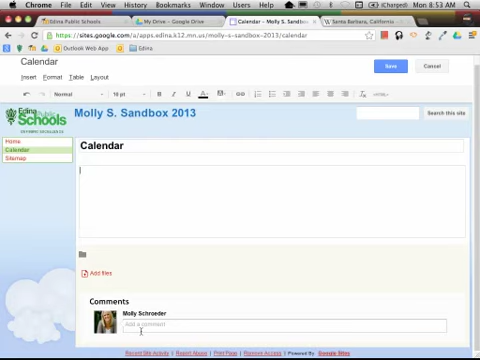 Chrome File Edit View History Bookmarks Window Users Help (Charged) Mon 8:53 AM
Edina Public Schools My Drive – Google Drive Calendar – Molly S. Sandbox Santa Barbara, California
https://sites.google.com/a/apps.edina.k12.mn.us/molly-s-sandbox-2013/calendar
Apps Outlook Web App Edina
Calendar Save Cancel
Insert Format Table Layout
Normal 10 pt B I U A <HTML>
Edina Public Schools
Molly S. Sandbox 2013
Search this site
Home
Calendar
Sitemap
Calendar
Add files
Comments
Molly Schroeder
Add a comment
Recent Site Activity | Report Abuse | Print Page | Remove Access | Powered By Google Sites